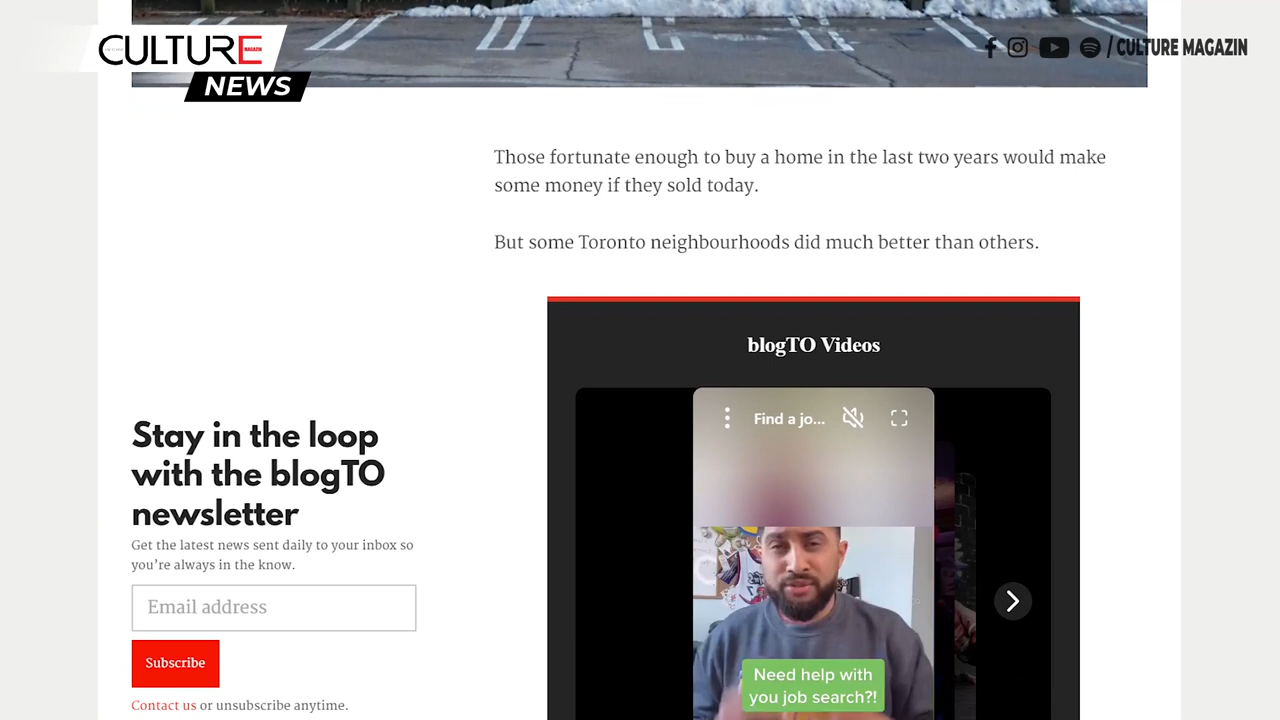 CULTURE
MAGAZIN
NEWS
/ CULTURE MAGAZIN
Those fortunate enough to buy a home in the last two years would make
some money if they sold today.
But some Toronto neighbourhoods did much better than others.
blogTO Videos
Find a jo...
Need help with
you job search?!
Stay in the loop
with the blogTO
newsletter
Get the latest news sent daily to your inbox so
you're always in the know.
Email address
Subscribe
Contact us or unsubscribe anytime.